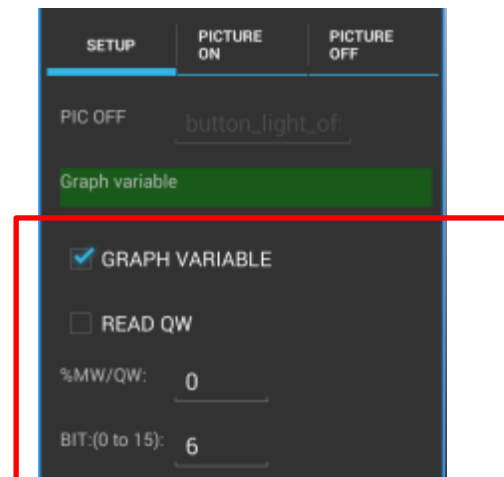 SETUP
PICTURE
ON
PICTURE
OFF
PIC OFF
button_light_of
Graph variable
GRAPH VARIABLE
READ QW
%MW/QW: 0
BIT:(0 to 15): 6